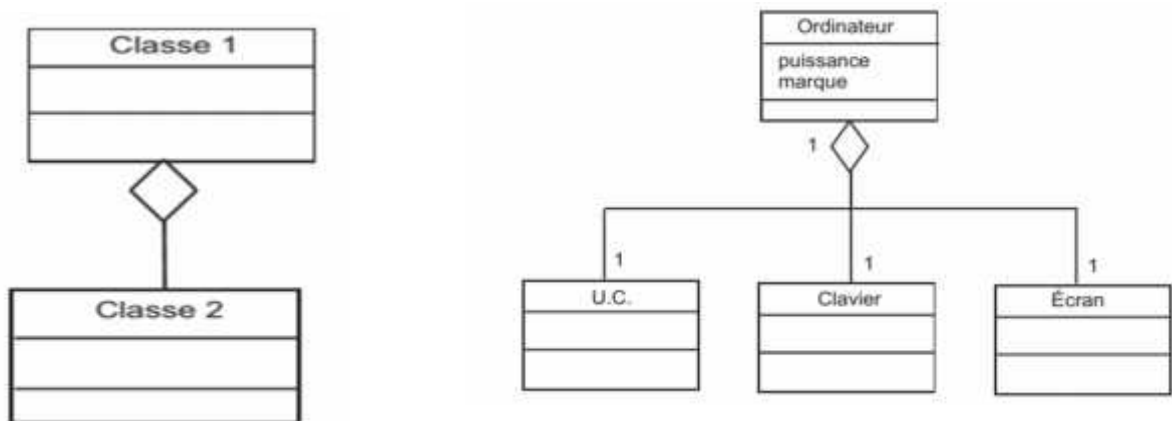 Classe 1
Classe 2
Ordinateur
puissance
marque
1
1
1
1
U.C.
Clavier
Écran